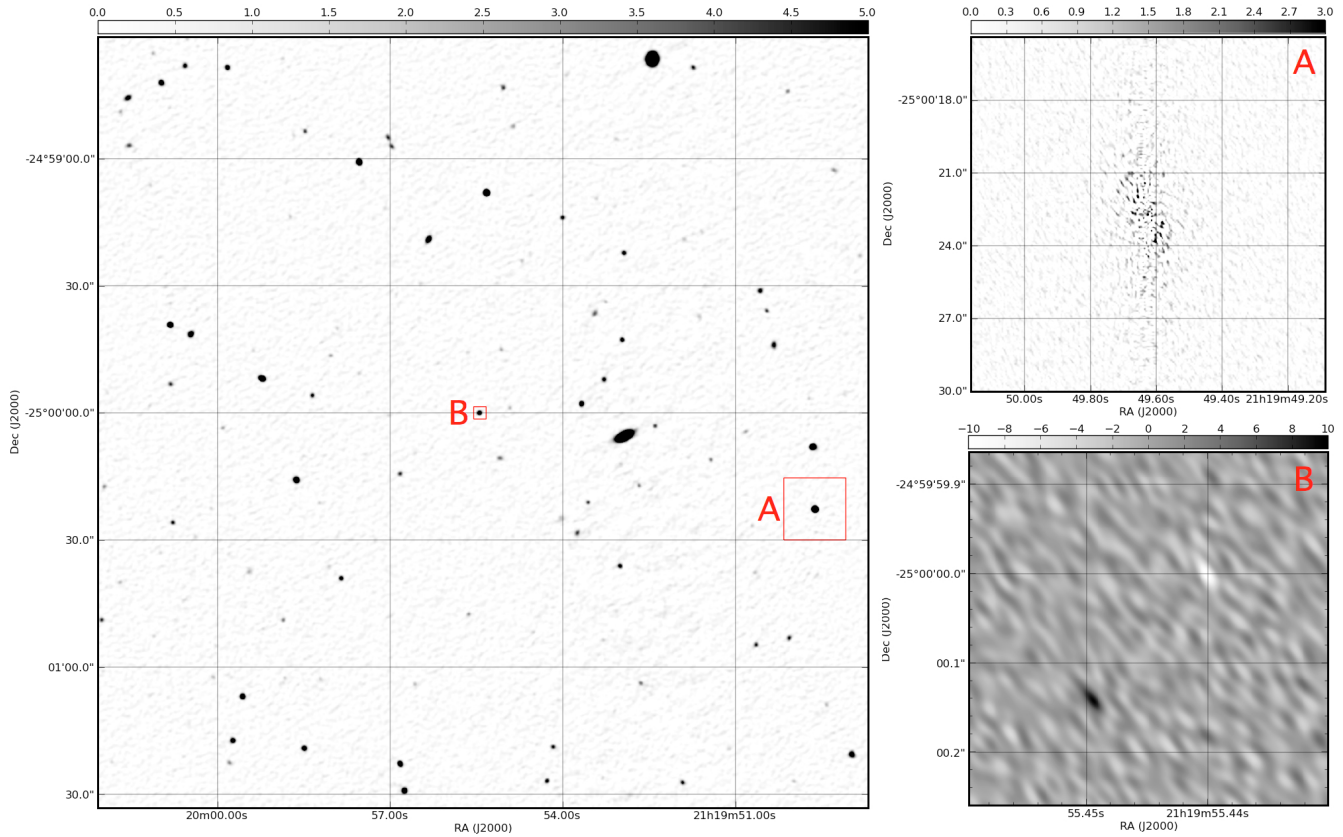 0.0 0.5 1.0 1.5 2.0 2.5 3.0 3.5 4.0 4.5 5.0
-24°59'00.0"
30.0"
-25°00'00.0"
30.0"
01'00.0"
30.0"
Dec (J2000)
B
A
20m00.00s 57.00s 54.00s 21h19m51.00s
RA (J2000)
0.0 0.3 0.6 0.9 1.2 1.5 1.8 2.1 2.4 2.7 3.0
A
-25°00'18.0"
21.0"
24.0"
27.0"
30.0"
Dec (J2000)
50.00s 49.80s 49.60s 49.40s 21h19m49.20s
RA (J2000)
−10 −8 −6 −4 −2 0 2 4 6 8 10
B
-24°59'59.9"
-25°00'00.0"
00.1"
00.2"
Dec (J2000)
55.45s 21h19m55.44s
RA (J2000)